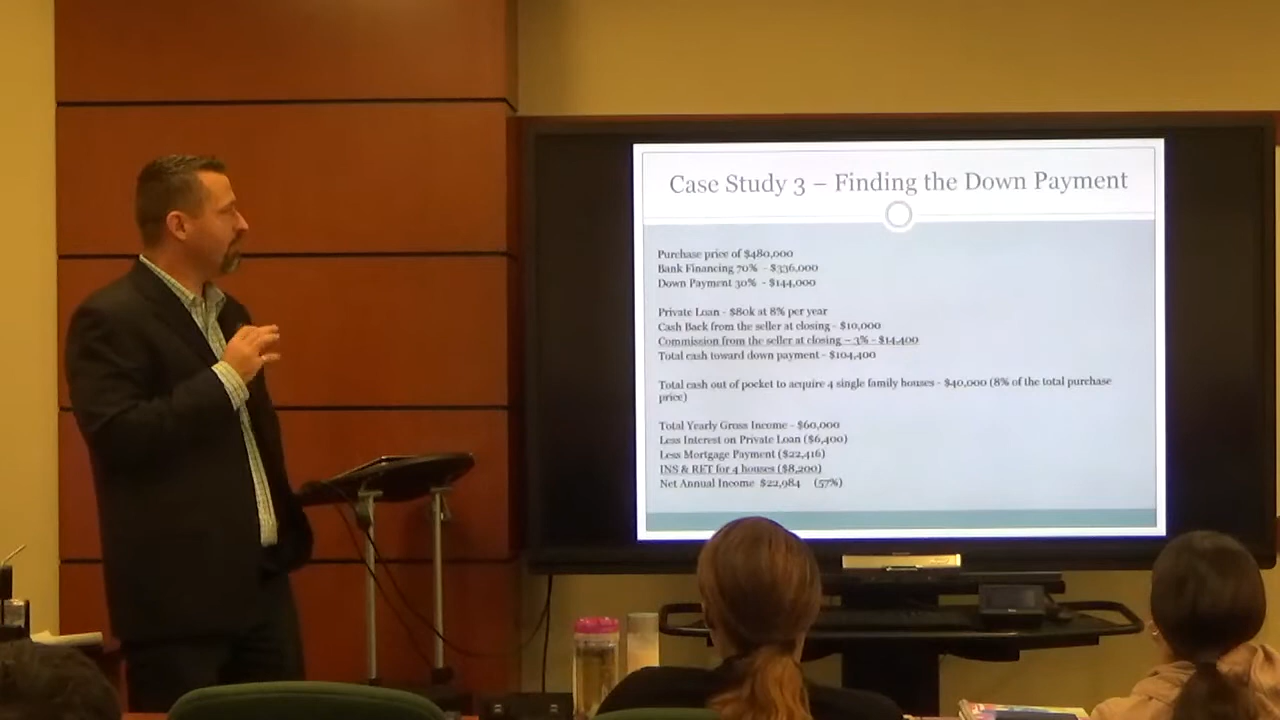 Case Study 3 – Finding the Down Payment
Purchase price of $480,000
Bank Financing 70% - $336,000
Down Payment 30% - $144,000
Private Loan - $80k at 8% per year
Cash Back from the seller at closing - $10,000
Commission from the seller at closing – 3% - $14,400
Total cash toward down payment - $104,400
Total cash out of pocket to acquire 4 single family houses - $40,000 (8% of the total purchase
price)
Total Yearly Gross Income - $60,000
Less Interest on Private Loan ($6,400)
Less Mortgage Payment ($22,416)
INS & RET for 4 houses ($8,200)
Net Annual Income $22,984 (57%)